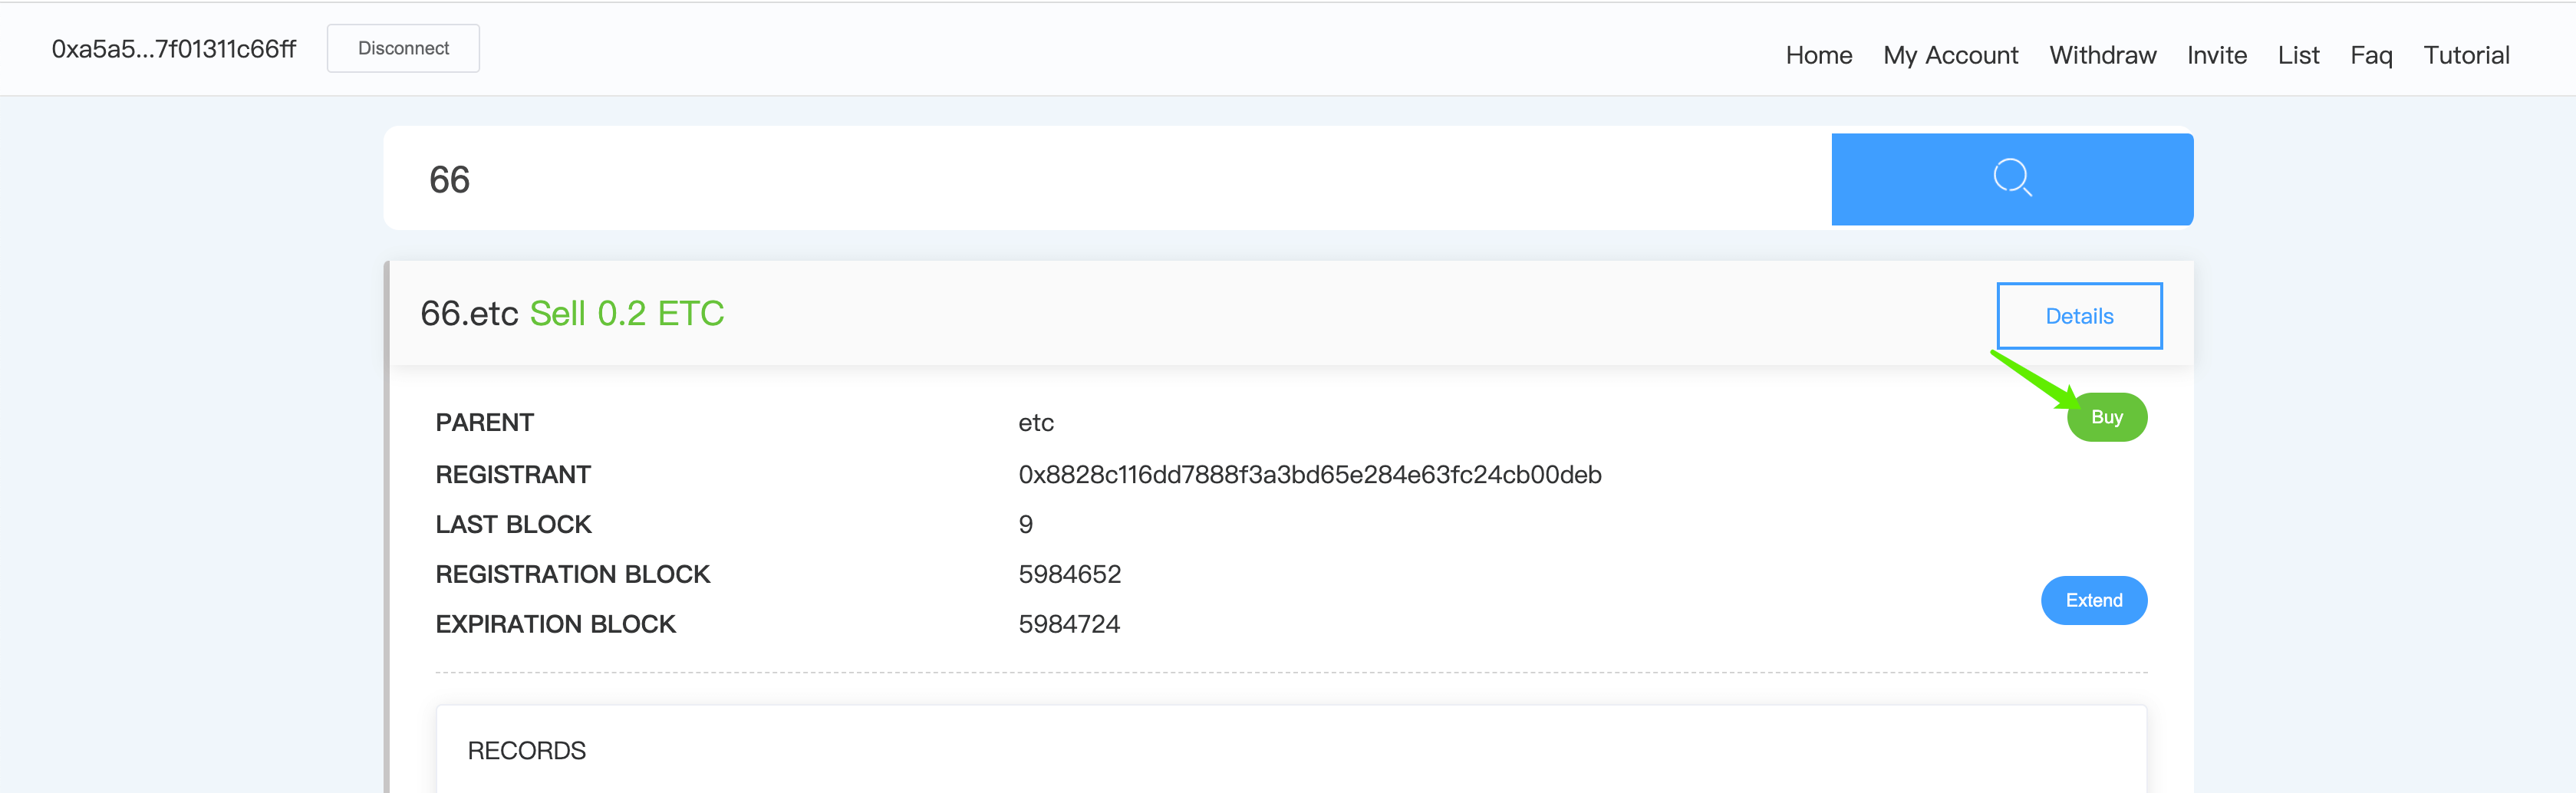 0xa5a5...7f01311c66ff Disconnect Home My Account Withdraw Invite List Faq Tutorial
66
66.etc Sell 0.2 ETC Details
PARENT etc Buy
REGISTRANT 0x8828c116dd7888f3a3bd65e284e63fc24cb00deb
LAST BLOCK 9
REGISTRATION BLOCK 5984652
Extend
EXPIRATION BLOCK 5984724
RECORDS